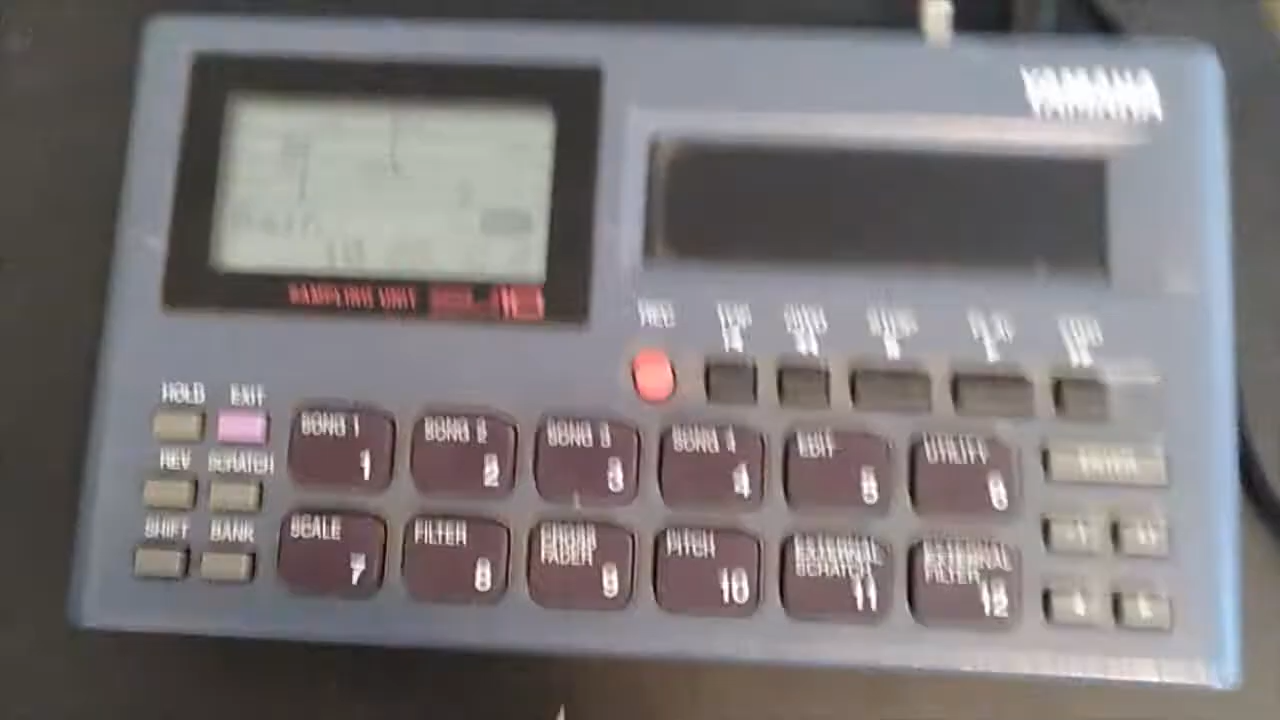 YAMAHA
SAMPLING UNIT
REC
HOLD
EXIT
SONG 1
1
SONG 2
2
SONG 3
3
SONG 4
4
EDIT
5
UTILITY
6
ENTER
REV
SCRATCH
SHIFT
BANK
SCALE
7
FILTER
8
CROSS
FADER
9
PITCH
10
EXTERNAL
SCRATCH
11
EXTERNAL
FILTER
12